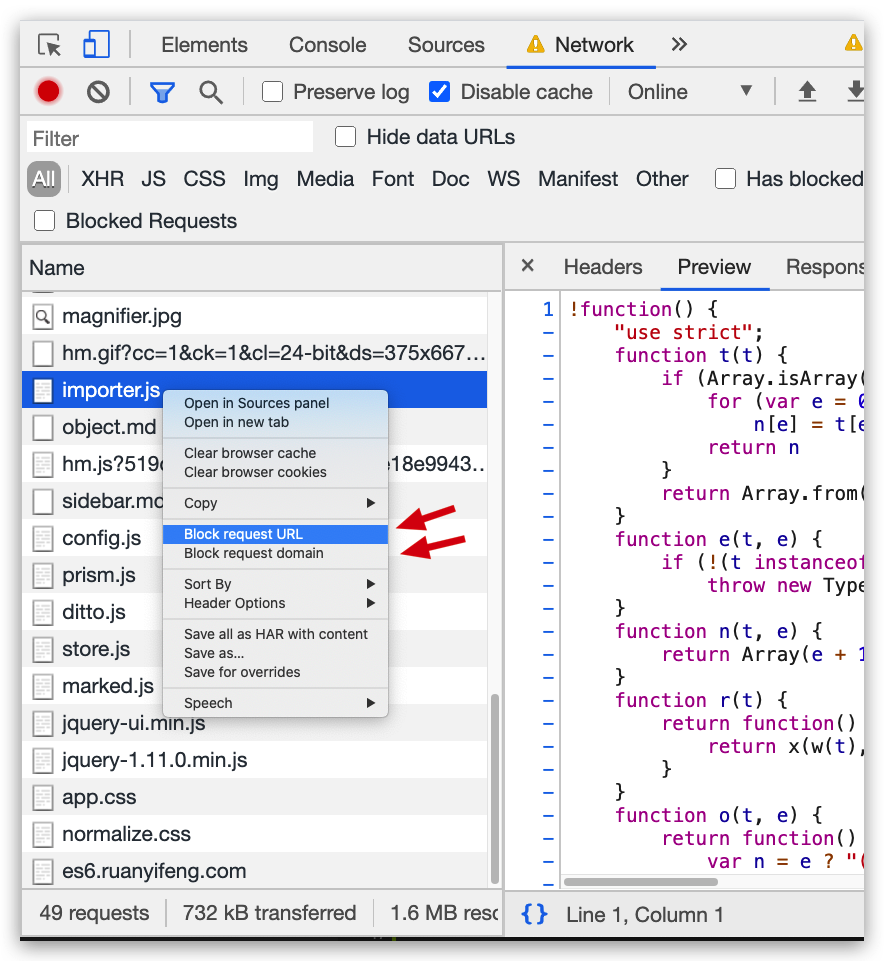 Elements Console Sources Network
Preserve log Disable cache Online
Filter Hide data URLs
All XHR JS CSS Img Media Font Doc WS Manifest Other Has blocked
Blocked Requests
Name
magnifier.jpg
hm.gif?cc=1&ck=1&cl=24-bit&ds=375x667...
importer.js
object.md
hm.js?519
e18e9943..
sidebar.md
config.js
prism.js
ditto.js
store.js
marked.js
jquery-ui.min.js
jquery-1.11.0.min.js
app.css
normalize.css
es6.ruanyifeng.com
49 requests 732 kB transferred 1.6 MB reso
Open in Sources panel
Open in new tab
Clear browser cache
Clear browser cookies
Copy
Block request URL
Block request domain
Sort By
Header Options
Save all as HAR with content
Save as...
Save for overrides
Speech
× Headers Preview Respons
1 !function() {
– "use strict";
– function t(t) {
– if (Array.isArray(
– for (var e = 0
– n[e] = t[e
– return n
– }
– return Array.from(
– }
– function e(t, e) {
– if (!(t instanceof
– throw new Type
– }
– function n(t, e) {
– return Array(e + 1
– }
– function r(t) {
– return function()
– return x(w(t),
– }
– }
– function o(t, e) {
– return function()
– var n = e ? "(
–
{} Line 1, Column 1